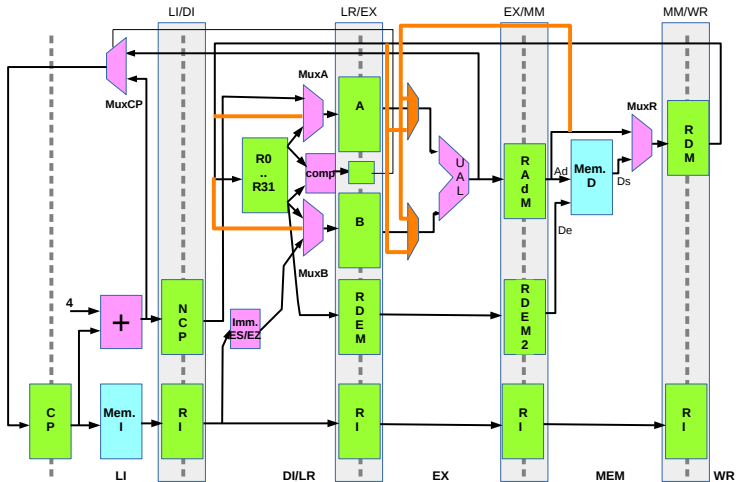 LI/DI
LR/EX
EX/MM
MM/WR
MuxA
MuxCP
MuxR
A
R0
..
R31
comp
U
A
L
R
A
d
M
Ad
Mem.
D
Ds
R
D
M
B
De
MuxB
4
+
N
C
P
Imm.
ES/EZ
R
D
E
M
R
D
E
M
2
C
P
Mem.
I
R
I
R
I
R
I
R
I
LI
DI/LR
EX
MEM
WR